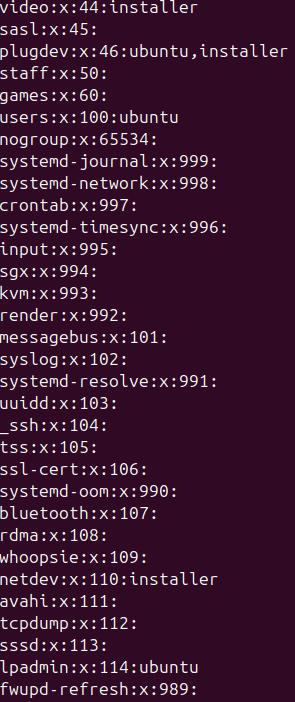 video:x:44:installer
sasl:x:45:
plugdev:x:46:ubuntu,installer
staff:x:50:
games:x:60:
users:x:100:ubuntu
nogroup:x:65534:
systemd-journal:x:999:
systemd-network:x:998:
crontab:x:997:
systemd-timesync:x:996:
input:x:995:
sgx:x:994:
kvm:x:993:
render:x:992:
messagebus:x:101:
syslog:x:102:
systemd-resolve:x:991:
uuidd:x:103:
_ssh:x:104:
tss:x:105:
ssl-cert:x:106:
systemd-oom:x:990:
bluetooth:x:107:
rdma:x:108:
whoopsie:x:109:
netdev:x:110:installer
avahi:x:111:
tcpdump:x:112:
sssd:x:113:
lpadmin:x:114:ubuntu
fwupd-refresh:x:989: